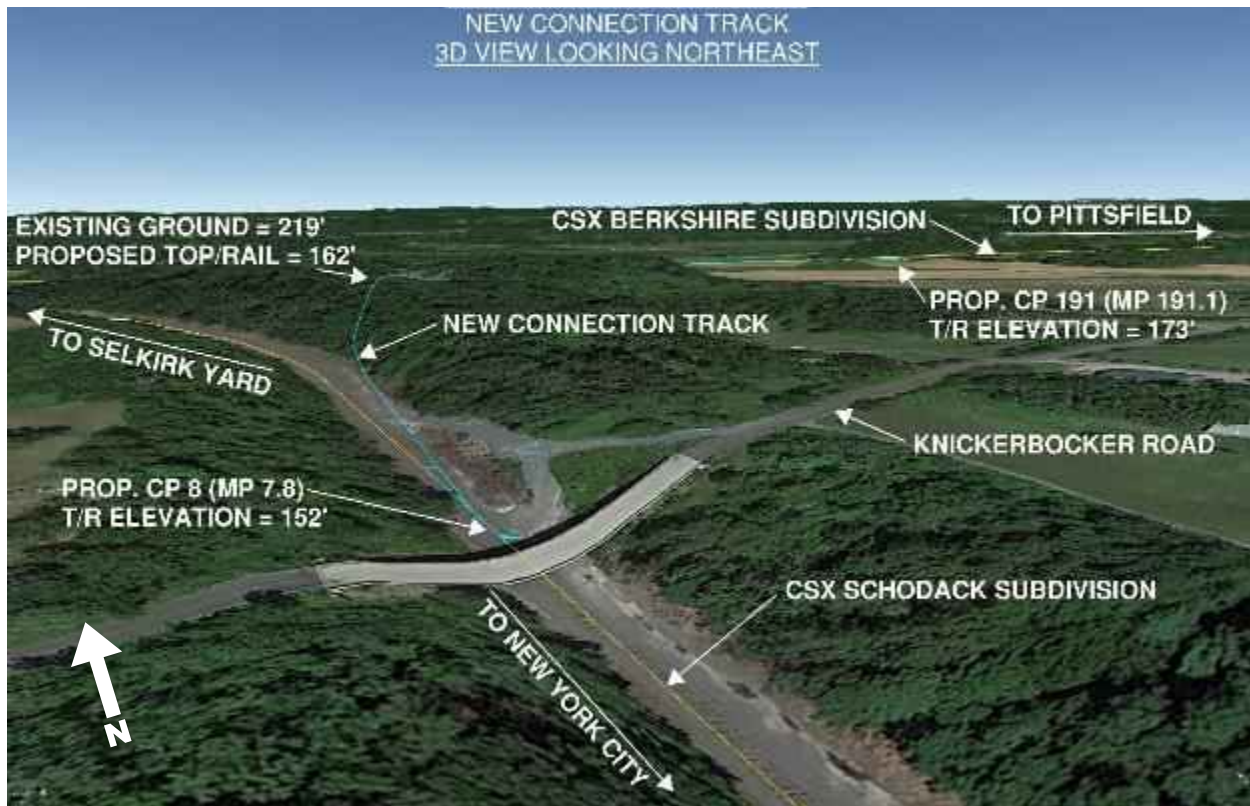 NEW CONNECTION TRACK
3D VIEW LOOKING NORTHEAST
EXISTING GROUND = 219'
PROPOSED TOP/RAIL = 162'
CSX BERKSHIRE SUBDIVISION
TO PITTSFIELD
PROP. CP 191 (MP 191.1)
T/R ELEVATION = 173'
NEW CONNECTION TRACK
TO SELKIRK YARD
KNICKERBOCKER ROAD
PROP. CP 8 (MP 7.8)
T/R ELEVATION = 152'
CSX SCHODACK SUBDIVISION
TO NEW YORK CITY
N